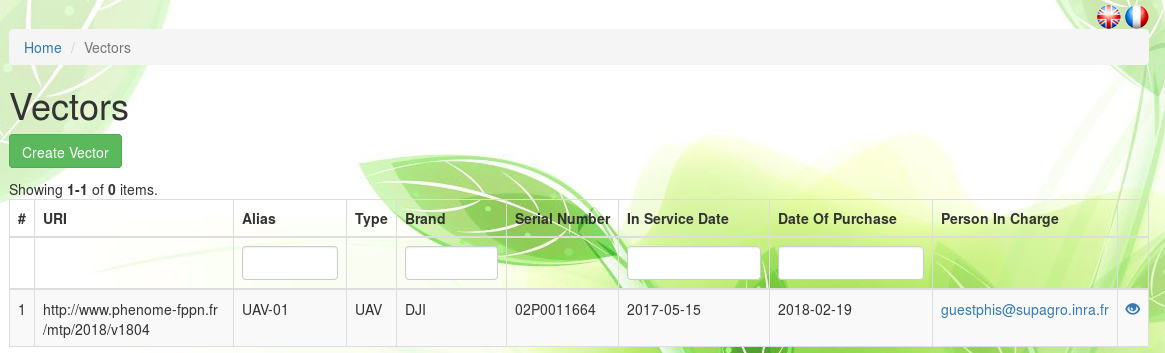 Home / Vectors
Vectors
Create Vector
Showing 1-1 of 0 items.
# URI Alias Type Brand Serial Number In Service Date Date Of Purchase Person In Charge
1 http://www.phenome-fppn.fr UAV-01 UAV DJI 02P0011664 2017-05-15 2018-02-19 guestphis@supagro.inra.fr
/mtp/2018/v1804